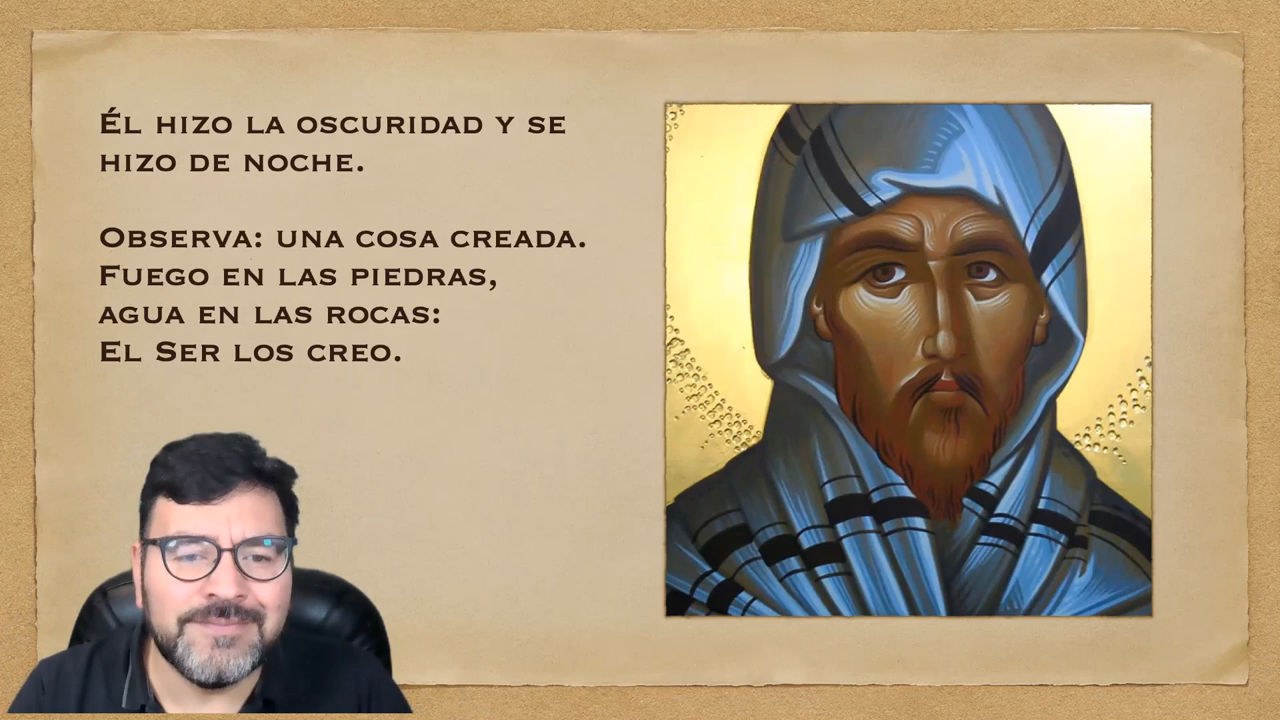 Él hizo la oscuridad y se
hizo de noche.
Observa: una cosa creada.
Fuego en las piedras,
agua en las rocas:
El Ser los creo.